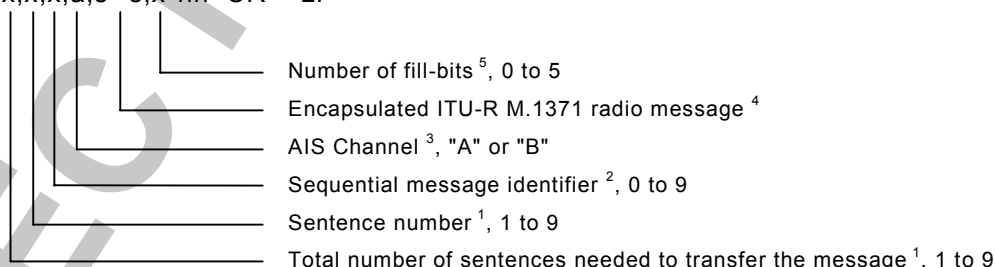 Number of fill-bits 5, 0 to 5
Encapsulated ITU-R M.1371 radio message 4
AIS Channel 3, "A" or "B"
Sequential message identifier 2, 0 to 9
Sentence number 1, 1 to 9
Total number of sentences needed to transfer the message 1, 1 to 9